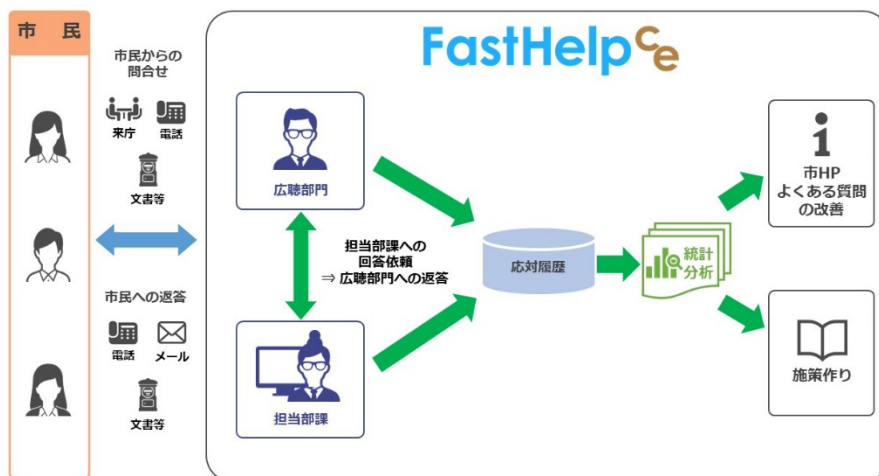 市 民
市民からの
問合せ
来庁
電話
文書等
市民への返答
電話
メール
文書等
FastHelpCe
広聴部門
担当部課への
回答依頼
⇒ 広聴部門への返答
担当部課
応対履歴
統計
分析
市HP
よくある質問
の改善
施策作り